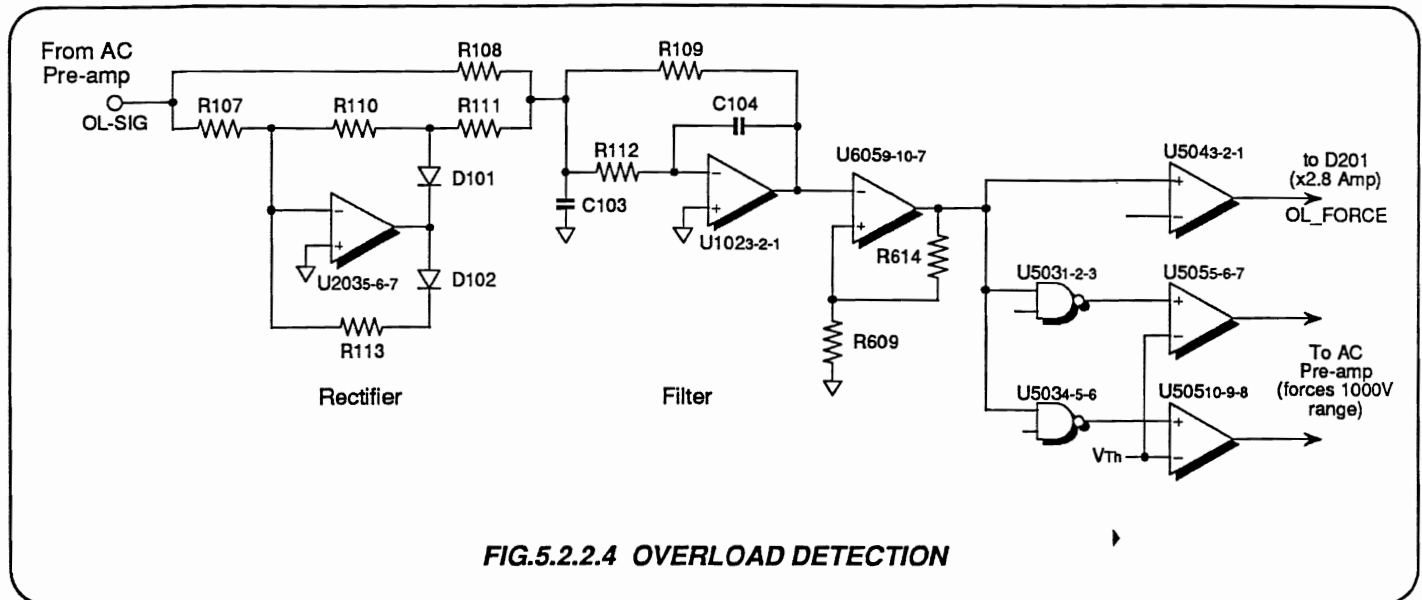 From AC
Pre-amp
OL-SIG
R107
R108
R110
R111
D101
D102
U2035-6-7
R113
Rectifier
R109
C104
R112
C103
U1023-2-1
Filter
U6059-10-7
R614
R609
U5043-2-1
to D201
(x2.8 Amp)
OL_FORCE
U5031-2-3
U5055-6-7
To AC
Pre-amp
(forces 1000V
range)
U5034-5-6
U50510-9-8
VTh
FIG.5.2.2.4 OVERLOAD DETECTION